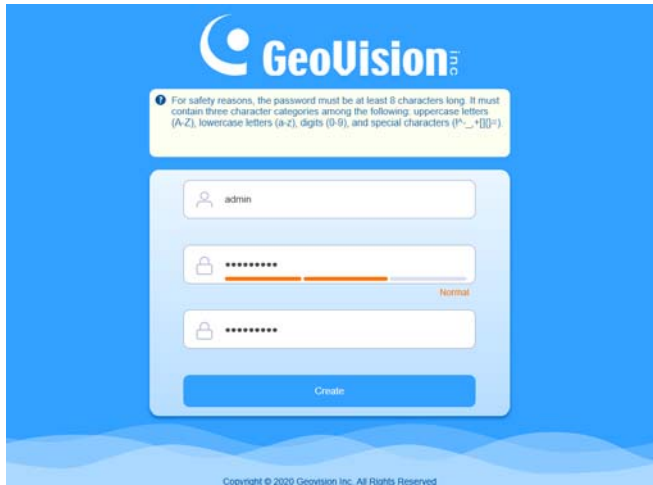 GeoVision inc
For safety reasons, the password must be at least 8 characters long. It must
contain three character categories among the following: uppercase letters
(A-Z), lowercase letters (a-z), digits (0-9), and special characters (!^-_,+[]{}=)
admin
•••••••••
Normal
•••••••••
Create
Copyright © 2020 Geovision Inc. All Rights Reserved